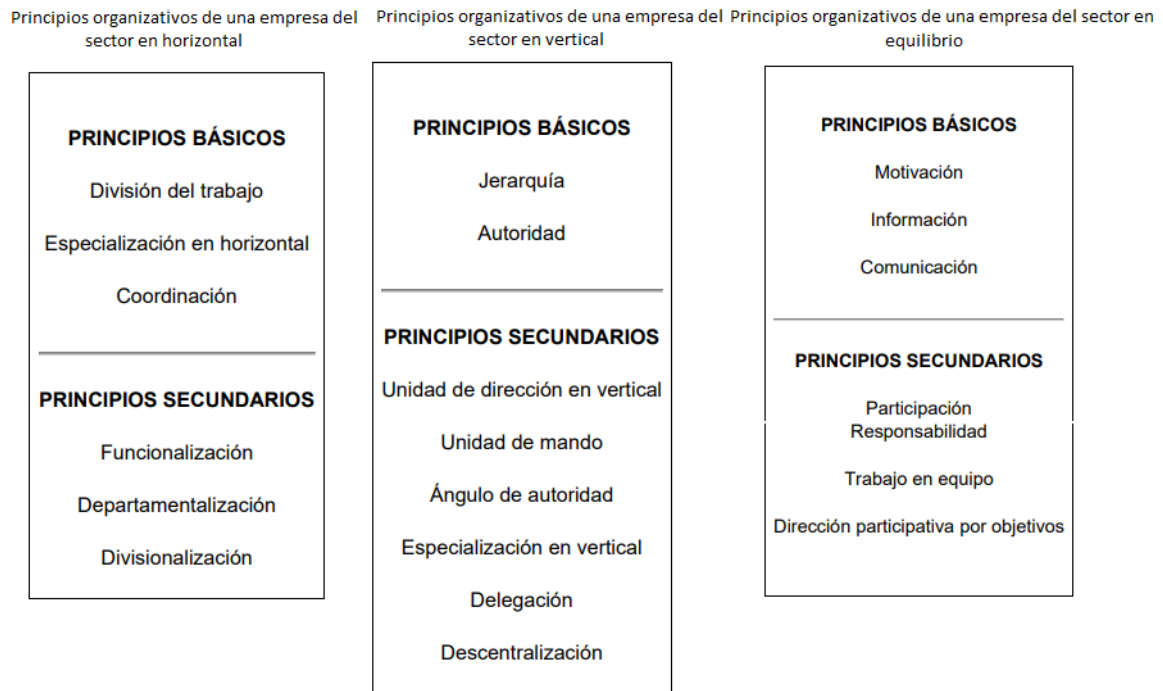 Principios organizativos de una empresa del
sector en horizontal
PRINCIPIOS BÁSICOS
División del trabajo
Especialización en horizontal
Coordinación
PRINCIPIOS SECUNDARIOS
Funcionalización
Departamentalización
Divisionalización
Principios organizativos de una empresa del
sector en vertical
PRINCIPIOS BÁSICOS
Jerarquía
Autoridad
PRINCIPIOS SECUNDARIOS
Unidad de dirección en vertical
Unidad de mando
Ángulo de autoridad
Especialización en vertical
Delegación
Descentralización
Principios organizativos de una empresa del sector en
equilibrio
PRINCIPIOS BÁSICOS
Motivación
Información
Comunicación
PRINCIPIOS SECUNDARIOS
Participación
Responsabilidad
Trabajo en equipo
Dirección participativa por objetivos